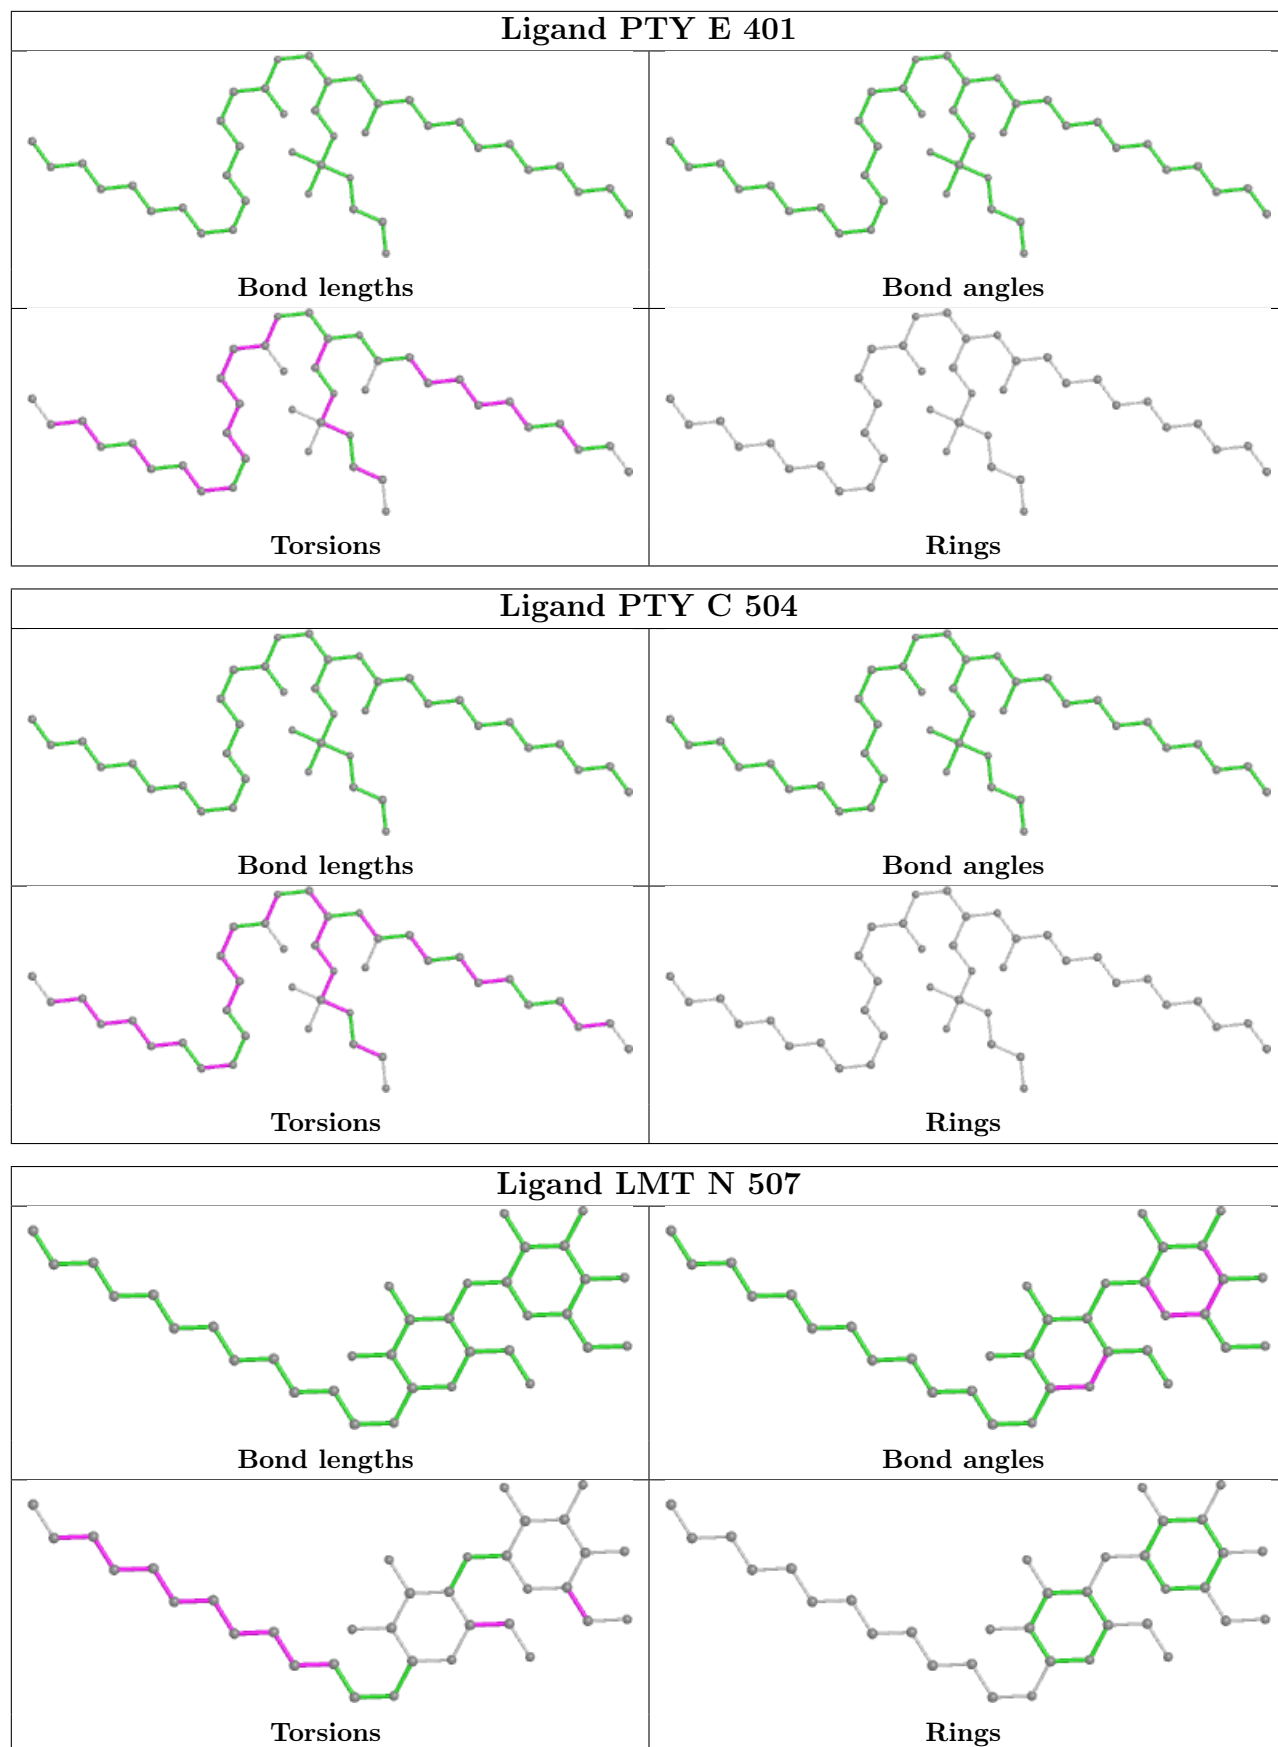 Ligand PTY E 401
Bond lengths
Bond angles
Torsions
Rings
Ligand PTY C 504
Bond lengths
Bond angles
Torsions
Rings
Ligand LMT N 507
Bond lengths
Bond angles
Torsions
Rings